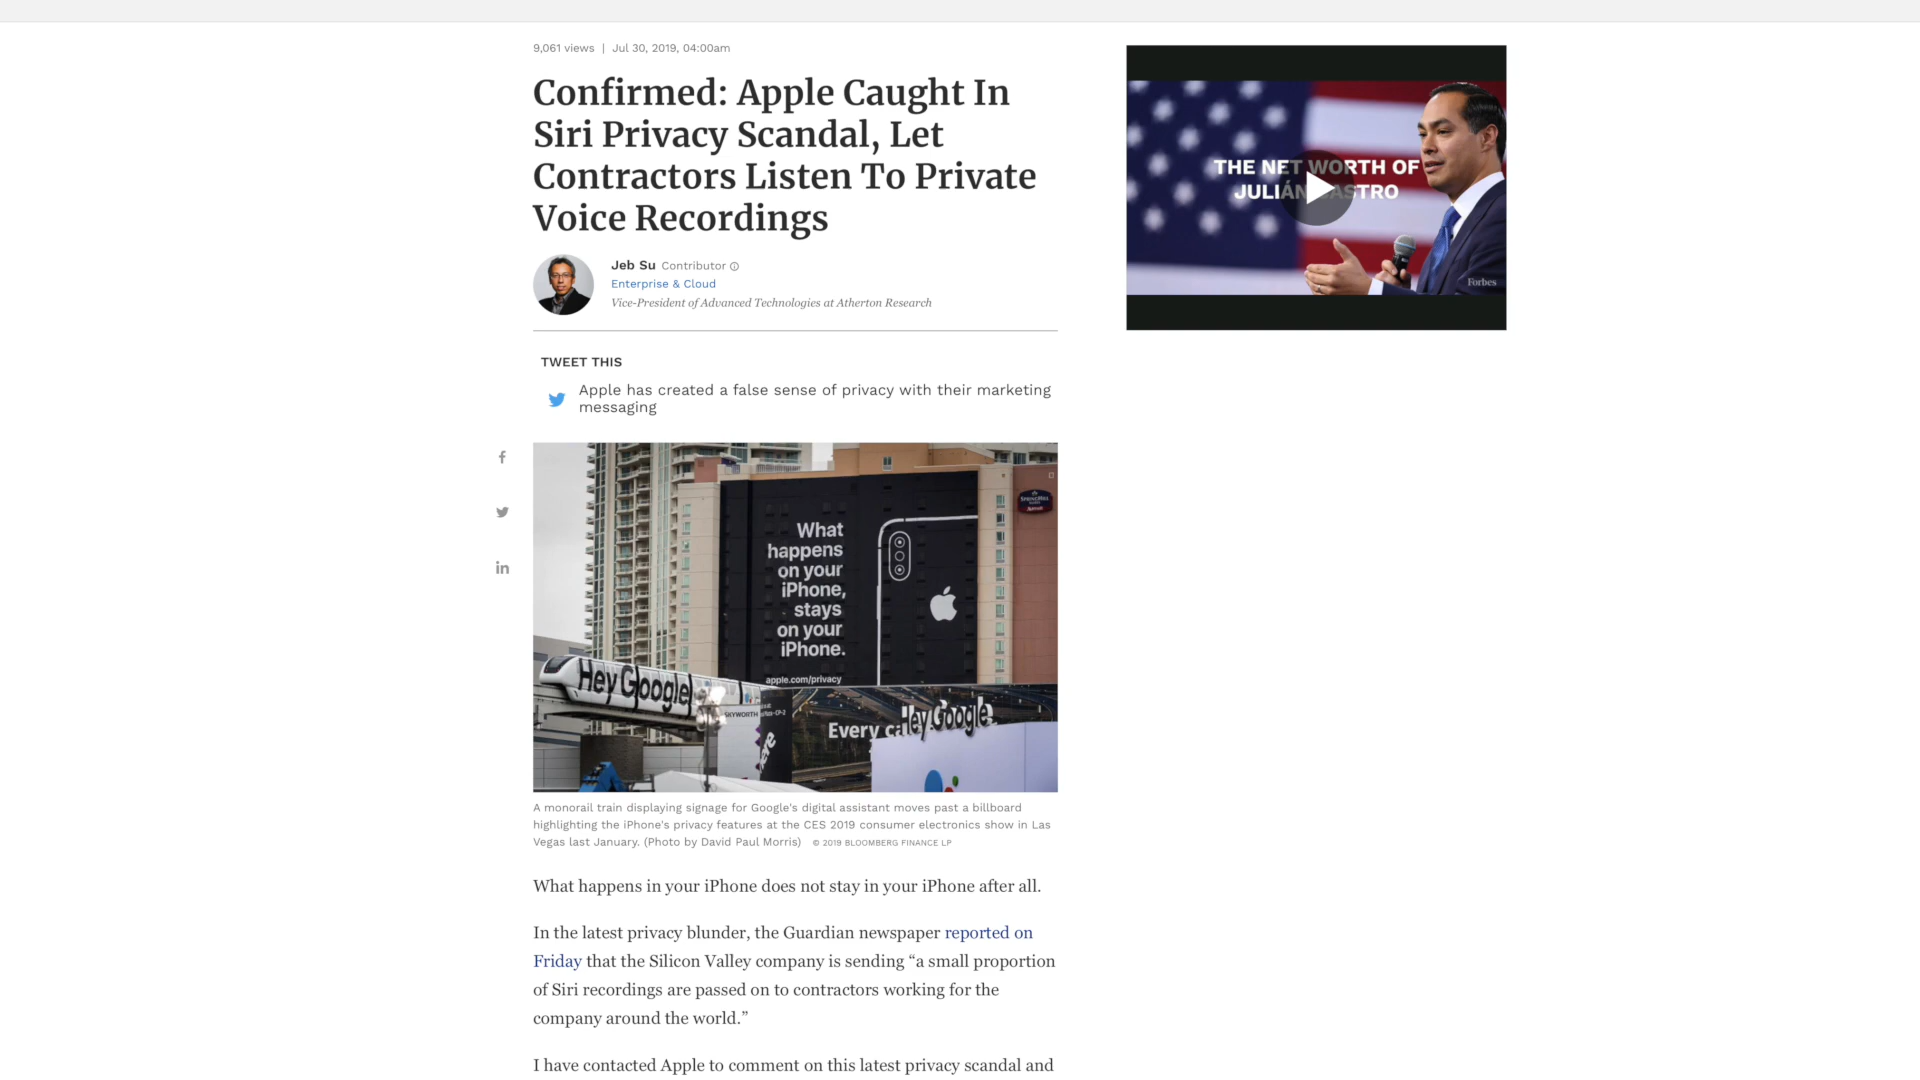 9,061 views | Jul 30, 2019, 04:00am
Confirmed: Apple Caught In
Siri Privacy Scandal, Let
Contractors Listen To Private
Voice Recordings
Jeb Su Contributor
Enterprise & Cloud
Vice-President of Advanced Technologies at Atherton Research
TWEET THIS
Apple has created a false sense of privacy with their marketing
messaging
What
happens
on your
iPhone,
stays
on your
iPhone.
apple.com/privacy
SPRINGHILL
Marriott
Hey Google
SKYWORTH
Every
Hey Google
A monorail train displaying signage for Google's digital assistant moves past a billboard
highlighting the iPhone's privacy features at the CES 2019 consumer electronics show in Las
Vegas last January. (Photo by David Paul Morris) © 2019 BLOOMBERG FINANCE LP
What happens in your iPhone does not stay in your iPhone after all.
In the latest privacy blunder, the Guardian newspaper reported on
Friday that the Silicon Valley company is sending “a small proportion
of Siri recordings are passed on to contractors working for the
company around the world.”
I have contacted Apple to comment on this latest privacy scandal and
THE NET WORTH OF
JULIÁN CASTRO
Forbes